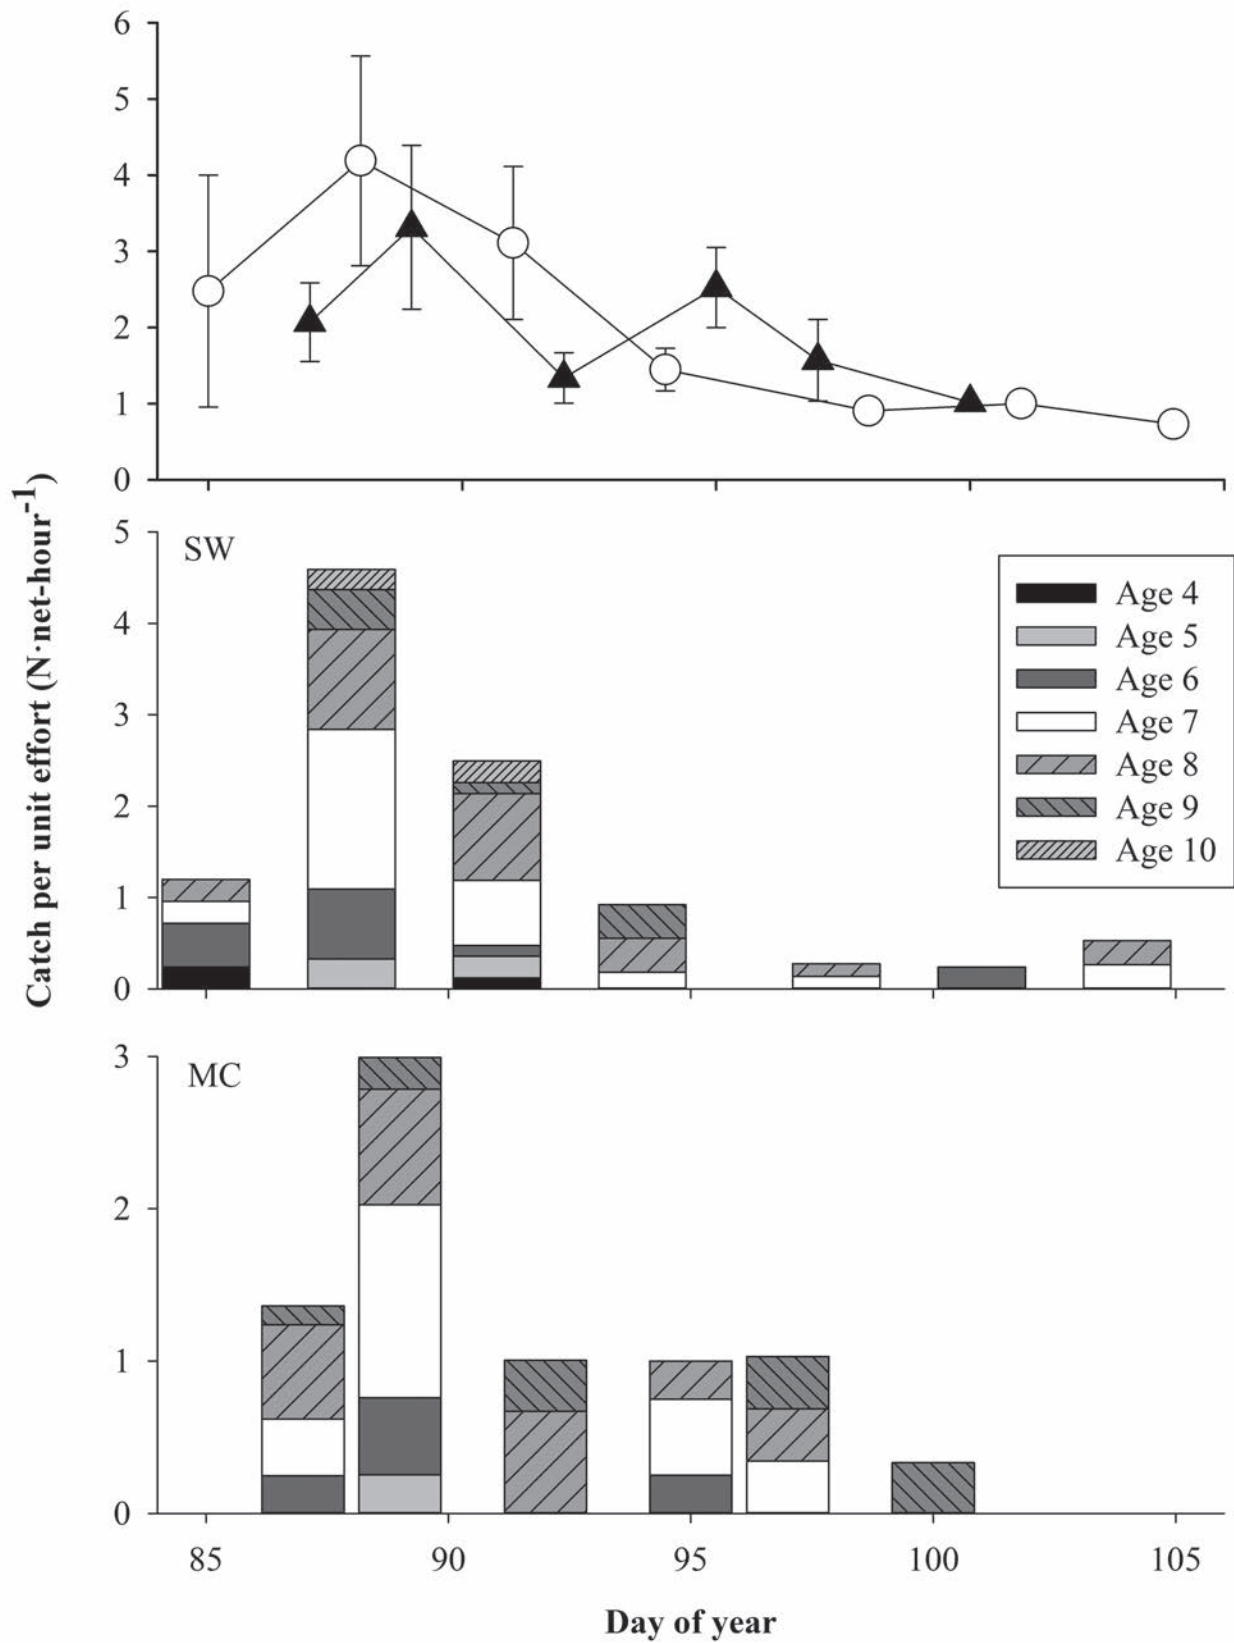 6
5
4
3
2
1
0
Catch per unit effort (N·net-hour⁻¹)
5
4
3
2
1
0
SW
Age 4
Age 5
Age 6
Age 7
Age 8
Age 9
Age 10
3
2
1
0
MC
85 90 95 100 105
Day of year